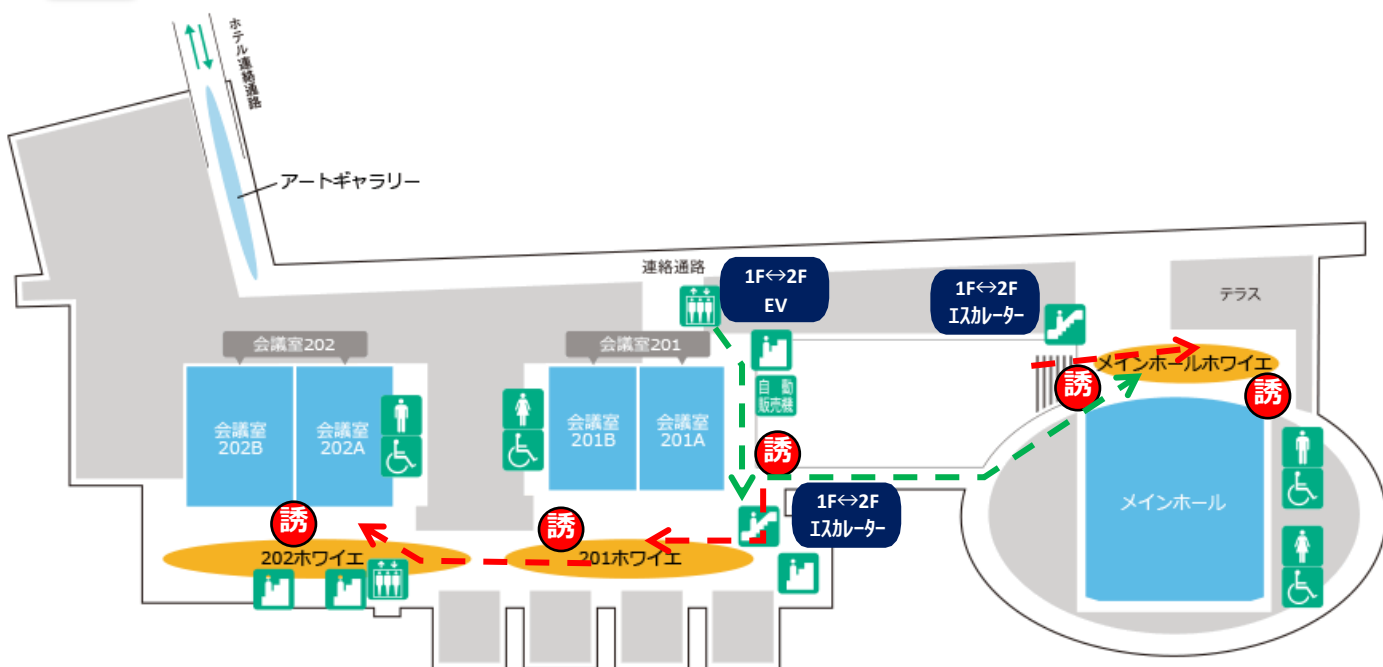 ホテル連絡通路
アートギャラリー
連絡通路
1F⇔2F
EV
1F⇔2F
エスカレーター
テラス
会議室202
会議室201
メインホールホワイエ
自動
販売機
誘
誘
会議室
202B
会議室
202A
会議室
201B
会議室
201A
誘
メインホール
1F⇔2F
エスカレーター
誘
誘
202ホワイエ
201ホワイエ